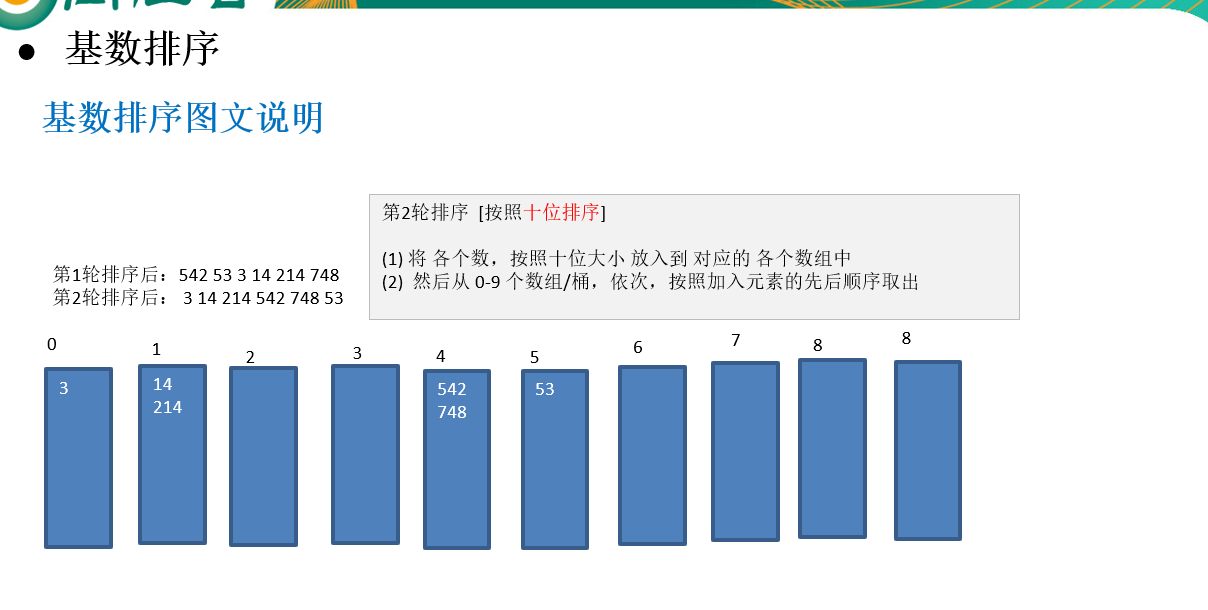 ● 基数排序
基数排序图文说明
第2轮排序 [按照十位排序]
(1) 将 各个数，按照十位大小 放入到 对应的 各个数组中
(2) 然后从 0-9 个数组/桶，依次，按照加入元素的先后顺序取出
第1轮排序后：542 53 3 14 214 748
第2轮排序后： 3 14 214 542 748 53
0 1 2 3 4 5 6 7 8 8
3 14 542 53
214 748